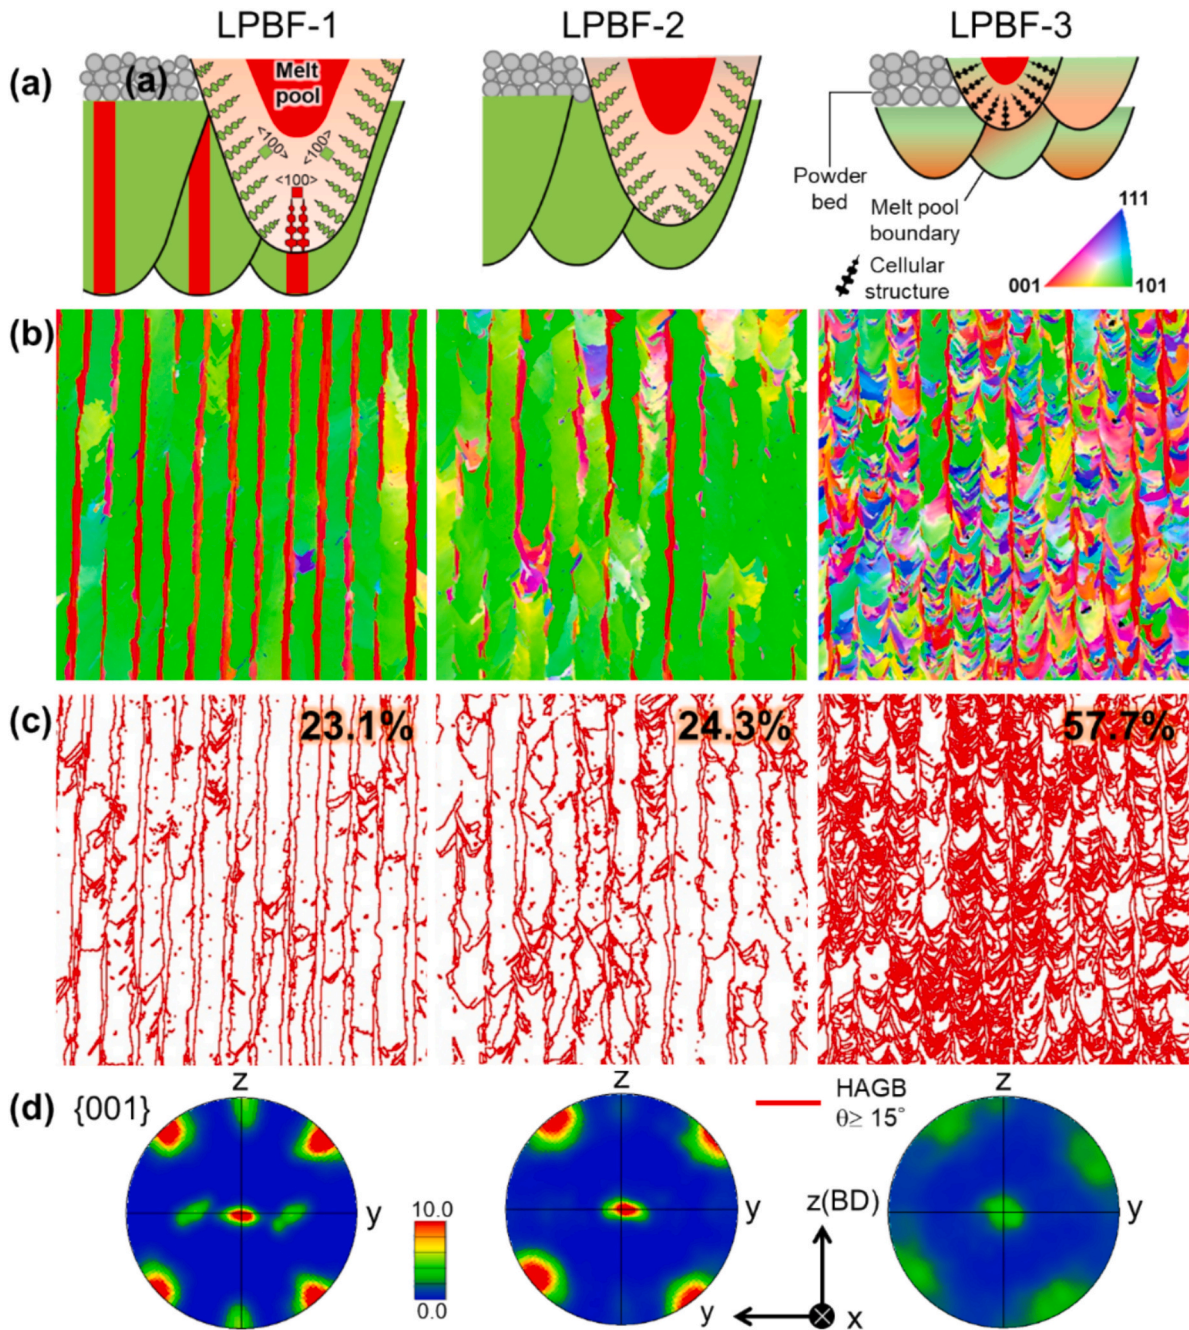 LPBF-1
LPBF-2
LPBF-3
(a)
(a)
Melt
pool
<100>
<100>
<100>
Powder
bed
Melt pool
boundary
Cellular
structure
111
001
101
(b)
(c)
23.1%
24.3%
57.7%
(d)
{001}
z
y
10.0
0.0
z
y
HAGB
θ≥ 15°
z(BD)
y
x
z
y